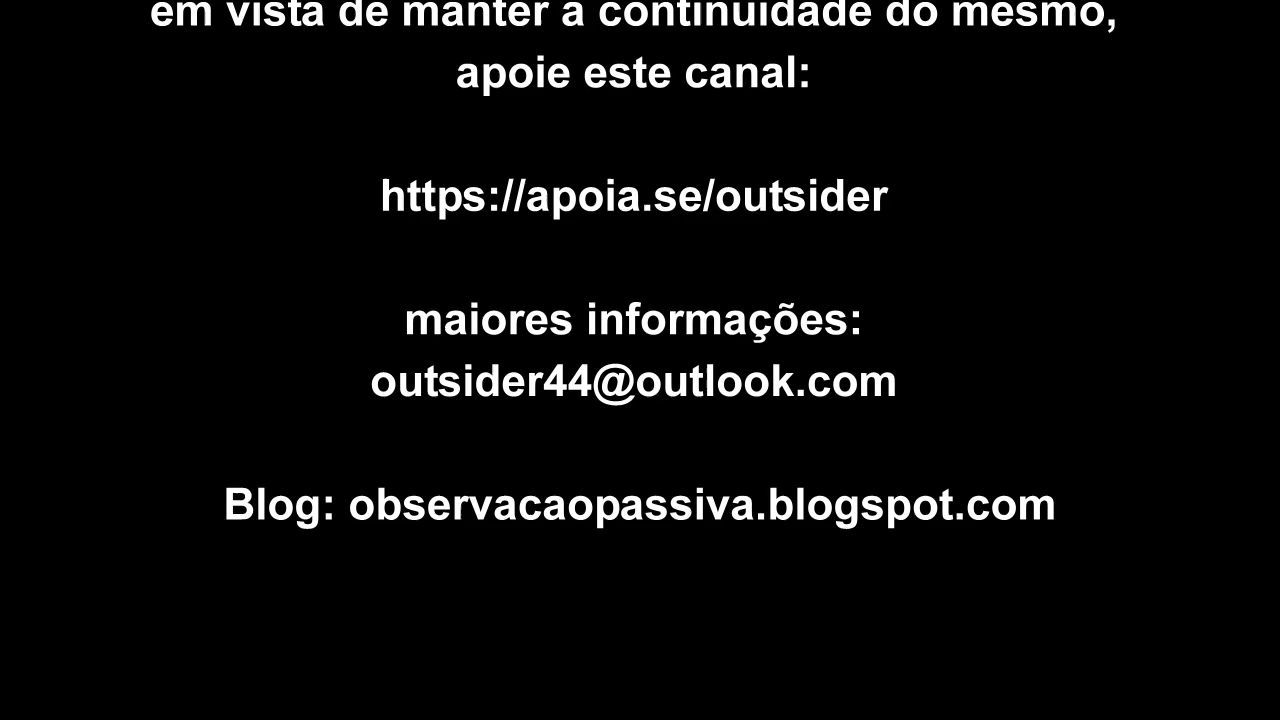 em vista de manter a continuidade do mesmo,
apoie este canal:
https://apoia.se/outsider
maiores informações:
outsider44@outlook.com
Blog: observacaopassiva.blogspot.com